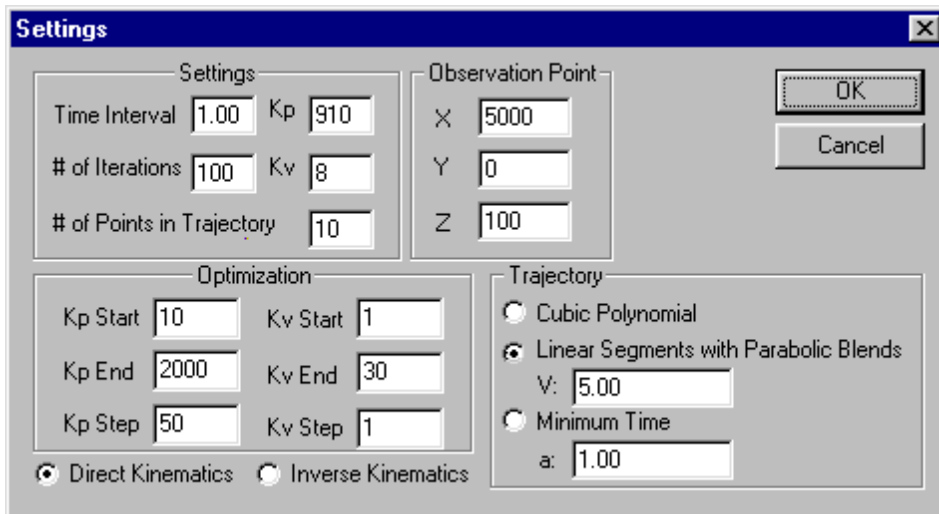 Settings
Settings
Time Interval 1.00 Kp 910
# of Iterations 100 Kv 8
# of Points in Trajectory 10
Observation Point
X 5000
Y 0
Z 100
OK
Cancel
Optimization
Kp Start 10 Kv Start 1
Kp End 2000 Kv End 30
Kp Step 50 Kv Step 1
Direct Kinematics Inverse Kinematics
Trajectory
Cubic Polynomial
Linear Segments with Parabolic Blends
V: 5.00
Minimum Time
a: 1.00